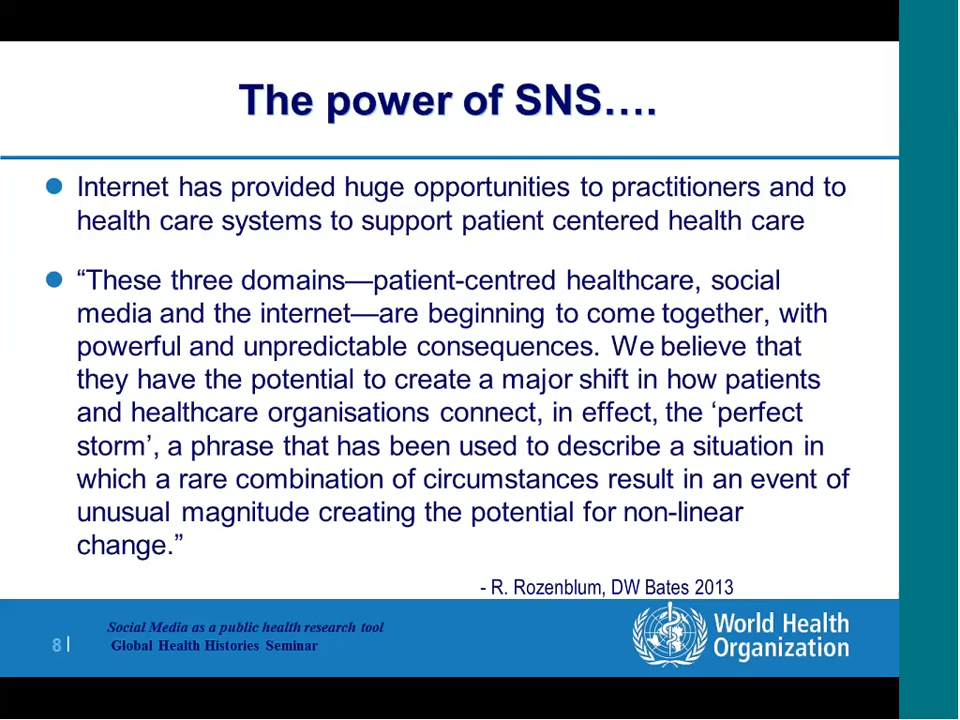 The power of SNS….
Internet has provided huge opportunities to practitioners and to
health care systems to support patient centered health care
“These three domains—patient-centred healthcare, social
media and the internet—are beginning to come together, with
powerful and unpredictable consequences. We believe that
they have the potential to create a major shift in how patients
and healthcare organisations connect, in effect, the ‘perfect
storm’, a phrase that has been used to describe a situation in
which a rare combination of circumstances result in an event of
unusual magnitude creating the potential for non-linear
change.”
- R. Rozenblum, DW Bates 2013
8 |
Social Media as a public health research tool
Global Health Histories Seminar
World Health
Organization